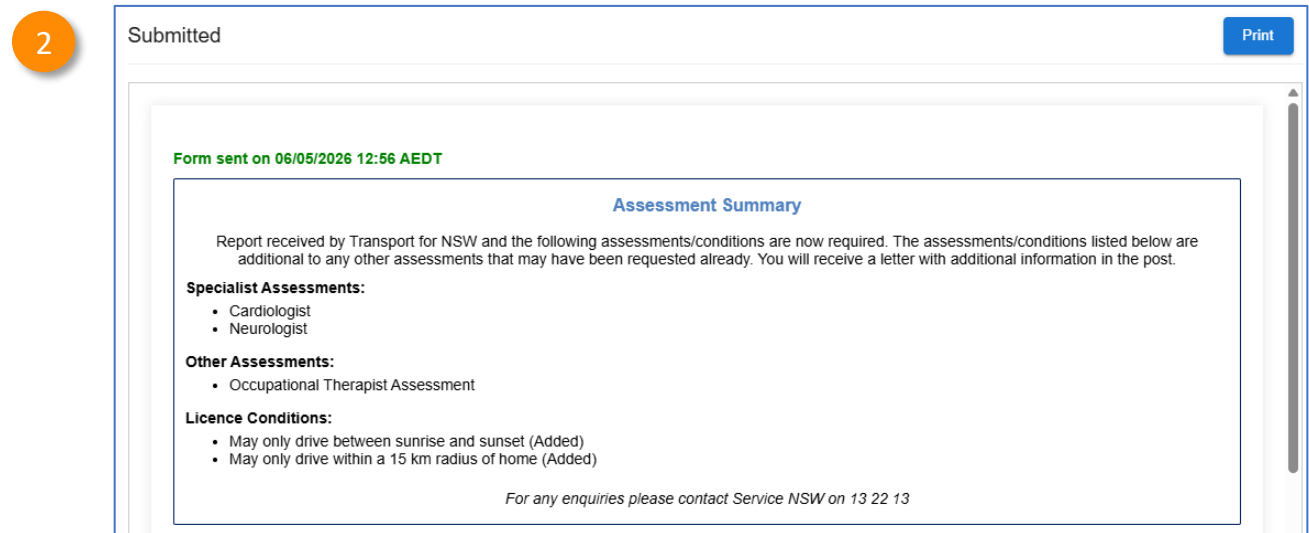 2
Submitted
Print
Form sent on 06/05/2026 12:56 AEDT
Assessment Summary
Report received by Transport for NSW and the following assessments/conditions are now required. The assessments/conditions listed below are
additional to any other assessments that may have been requested already. You will receive a letter with additional information in the post.
Specialist Assessments:
• Cardiologist
• Neurologist
Other Assessments:
• Occupational Therapist Assessment
Licence Conditions:
• May only drive between sunrise and sunset (Added)
• May only drive within a 15 km radius of home (Added)
For any enquiries please contact Service NSW on 13 22 13